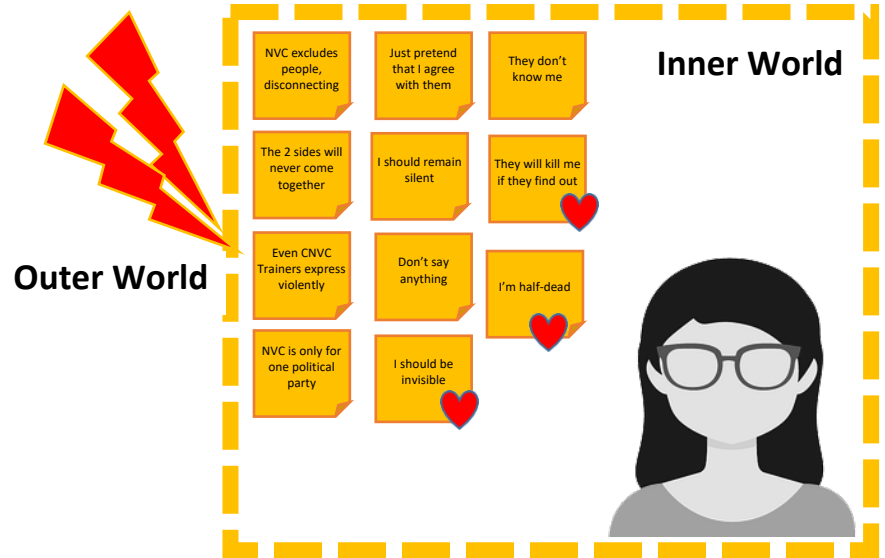 Inner World
NVC excludes
people,
disconnecting
Just pretend
that I agree
with them
They don't
know me
The 2 sides will
never come
together
I should remain
silent
They will kill me
if they find out
Outer World
Even CNVC
Trainers express
violently
Don't say
anything
I'm half-dead
NVC is only for
one political
party
I should be
invisible